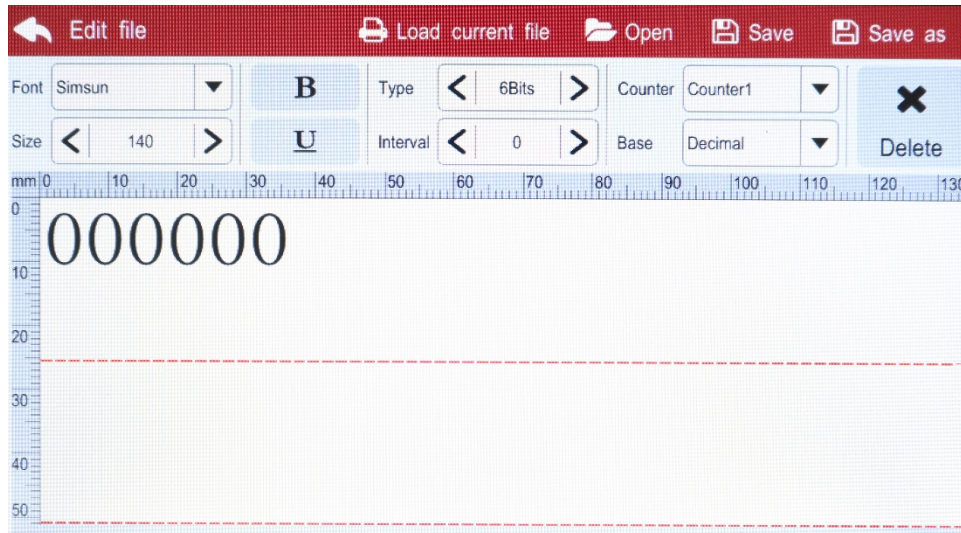 Edit file Load current file Open Save Save as
Font Simsun B Type 6Bits Counter Counter1
Size 140 U Interval 0 Base Decimal Delete
mm 0 10 20 30 40 50 60 70 80 90 100 110 120 130
0
000000
10
20
30
40
50